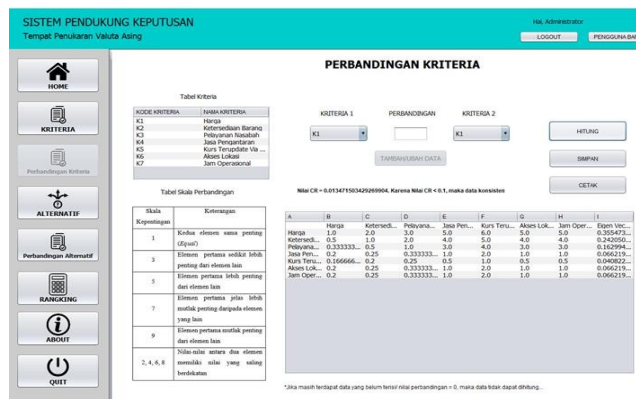 SISTEM PENDUKUNG KEPUTUSAN
Tempat Penukaran Valuta Asing
Hai, Administrator
LOGOUT
PENGGUNA BA
HOME
KRITERIA
Perbandingan Kriteria
ALTERNATIF
Perbandingan Alternatif
RANGKING
ABOUT
QUIT
PERBANDINGAN KRITERIA
Tabel Kriteria
KODE KRITERIA NAMA KRITERIA
K1 Harga
K2 Ketersediaan Barang
K3 Pelayanan Nasabah
K4 Jasa Pengantaran
K5 Kurs Terupdate Via ...
K6 Akses Lokasi
K7 Jam Operasional
KRITERIA 1 PERBANDINGAN KRITERIA 2
K1 K1
TAMBAH/UBAH DATA
HITUNG
SIMPAN
CETAK
Nilai CR = 0.013471503429269904. Karena Nilai CR < 0.1, maka data konsisten
Tabel Skala Perbandingan
Skala Kepentingan Keterangan
1 Kedua elemen sama penting
(Equal)
3 Elemen pertama sedikit lebih
penting dari elemen lain
5 Elemen pertama lebih penting
dari elemen lain
7 Elemen pertama jelas lebih
mutlak penting daripada elemen
yang lain
9 Elemen pertama mutlak penting
dari elemen lain
2, 4, 6, 8 Nilai-nilai antara dua elemen
memiliki nilai yang saling
berdekatan
A B C D E F G H I
Harga Ketersedi... Pelayana... Jasa Pen... Kurs Teru... Akses Lok... Jam Oper... Eigen Vec...
Harga 1.0 2.0 3.0 5.0 6.0 5.0 5.0 0.355473...
Ketersedi... 0.5 1.0 2.0 4.0 5.0 4.0 4.0 0.242050...
Pelayana... 0.333333... 0.5 1.0 3.0 4.0 3.0 3.0 0.162994...
Jasa Pen... 0.2 0.25 0.333333... 1.0 2.0 1.0 1.0 0.066219...
Kurs Teru... 0.166666... 0.2 0.25 0.5 1.0 0.5 0.5 0.040822...
Akses Lok... 0.2 0.25 0.333333... 1.0 2.0 1.0 1.0 0.066219...
Jam Oper... 0.2 0.25 0.333333... 1.0 2.0 1.0 1.0 0.066219...
*Jika masih terdapat data yang belum terisi nilai perbandingan = 0, maka data tidak dapat dihitung..